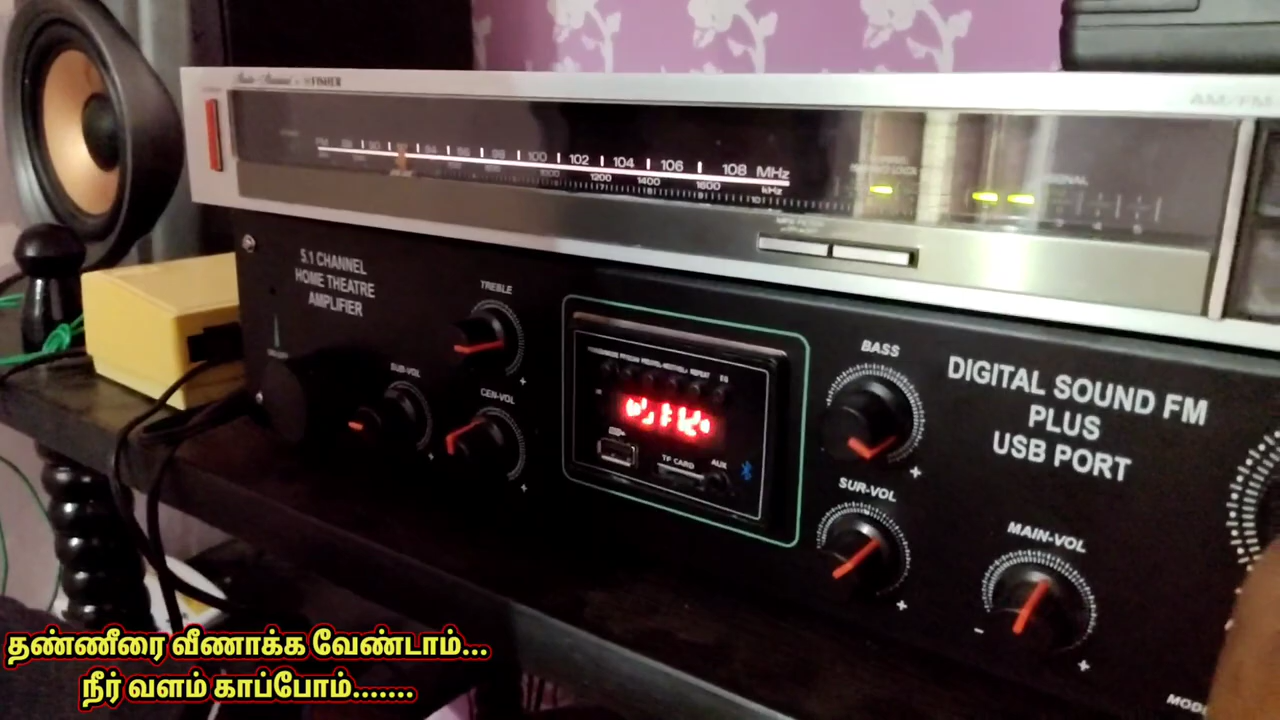 FISHER
AM/FM
100 102 104 106 108 MHz
1200 1400 1600 kHz
5.1 CHANNEL
HOME THEATRE
AMPLIFIER
TREBLE
SUB-VOL
CEN-VOL
+
+
+
REPEAT EQ
TF CARD AUX
BASS
+
SUR-VOL
+
DIGITAL SOUND FM
PLUS
USB PORT
MAIN-VOL
- +
தண்ணீரை வீணாக்க வேண்டாம்...
நீர் வளம் காப்போம்.......